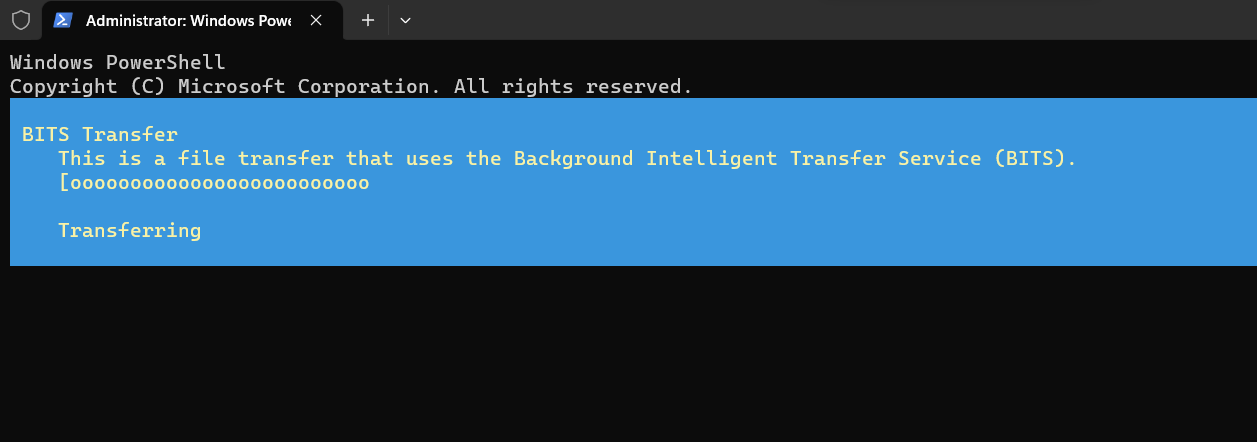 Administrator: Windows Powe
Windows PowerShell
Copyright (C) Microsoft Corporation. All rights reserved.
BITS Transfer
This is a file transfer that uses the Background Intelligent Transfer Service (BITS).
[ooooooooooooooooooooooooo
Transferring